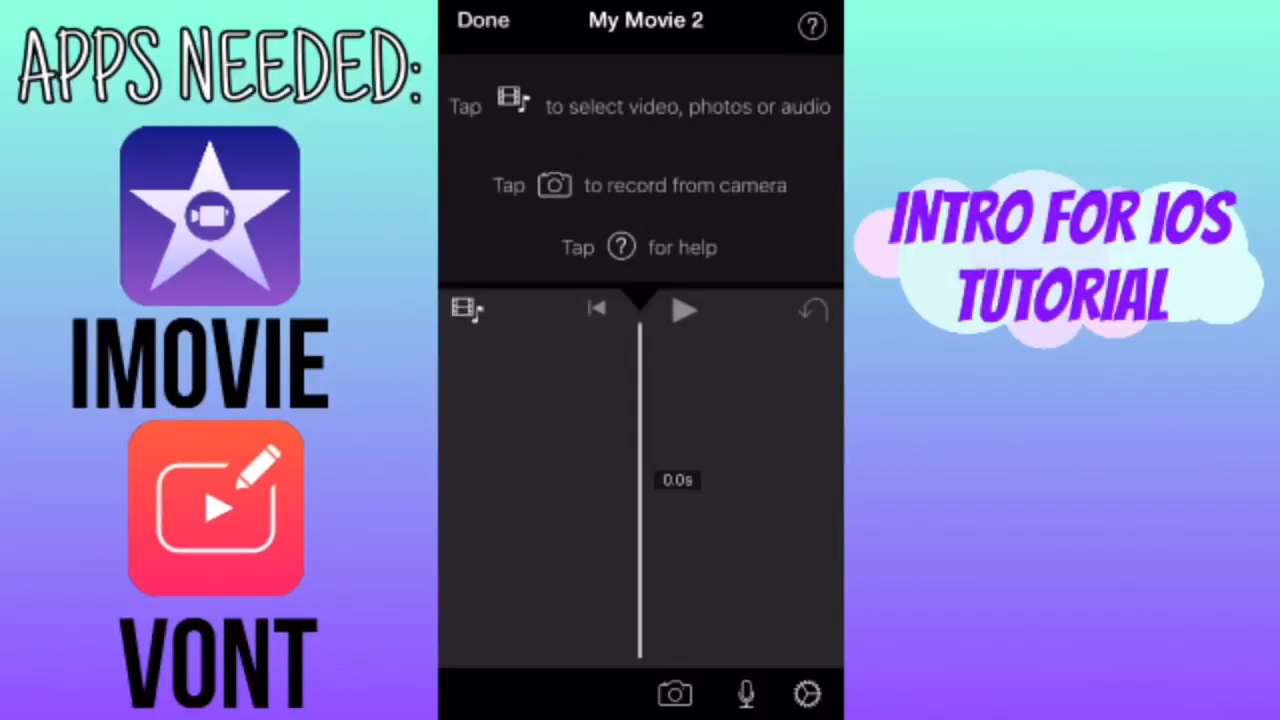 APPS NEEDED:
IMOVIE
VONT
Done My Movie 2 ?
Tap to select video, photos or audio
Tap to record from camera
Tap ? for help
0.0s
INTRO FOR IOS
TUTORIAL